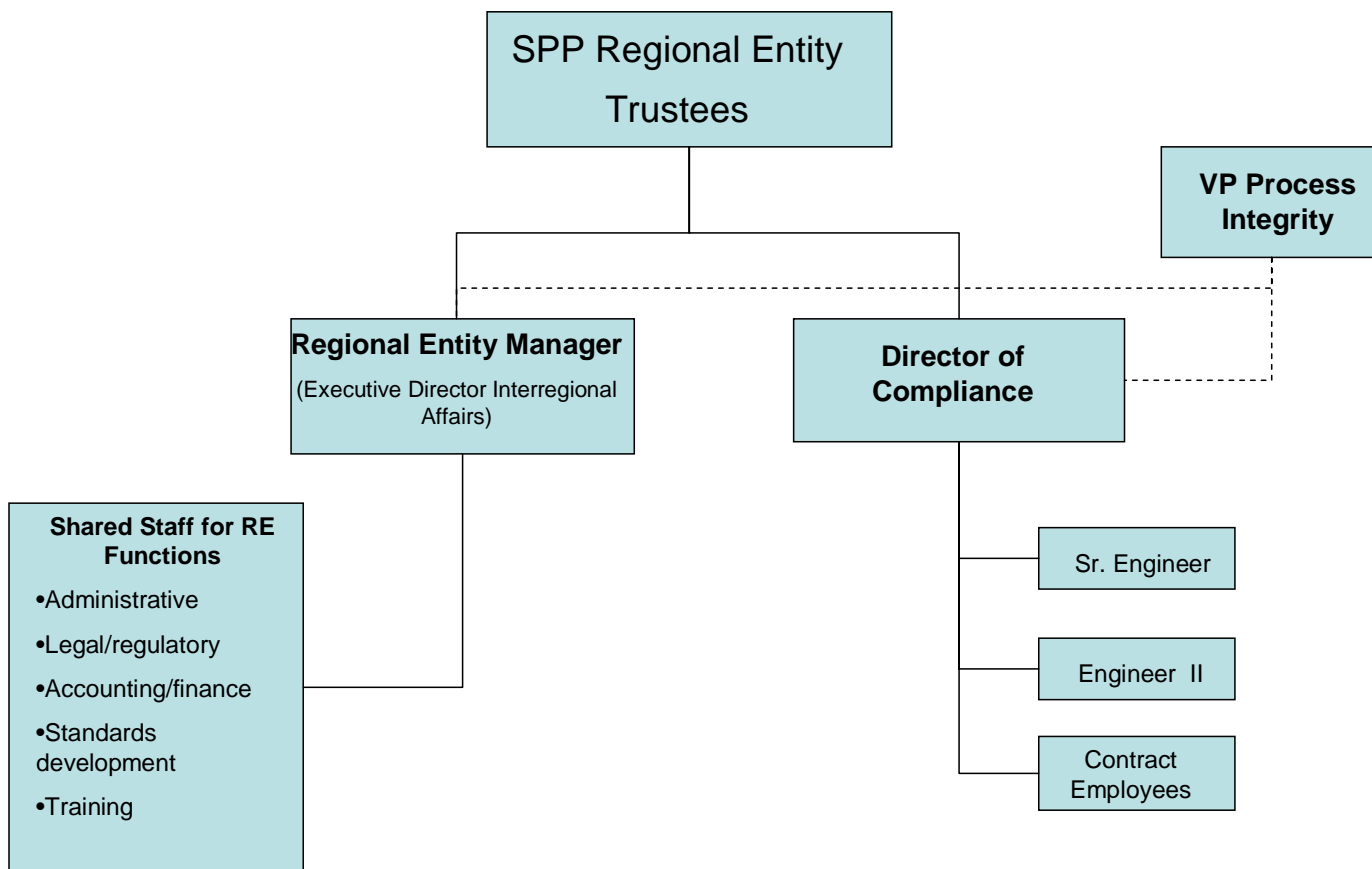 SPP Regional Entity
Trustees
VP Process
Integrity
Regional Entity Manager
(Executive Director Interregional
Affairs)
Director of
Compliance
Shared Staff for RE
Functions
•Administrative
•Legal/regulatory
•Accounting/finance
•Standards
development
•Training
Sr. Engineer
Engineer II
Contract
Employees